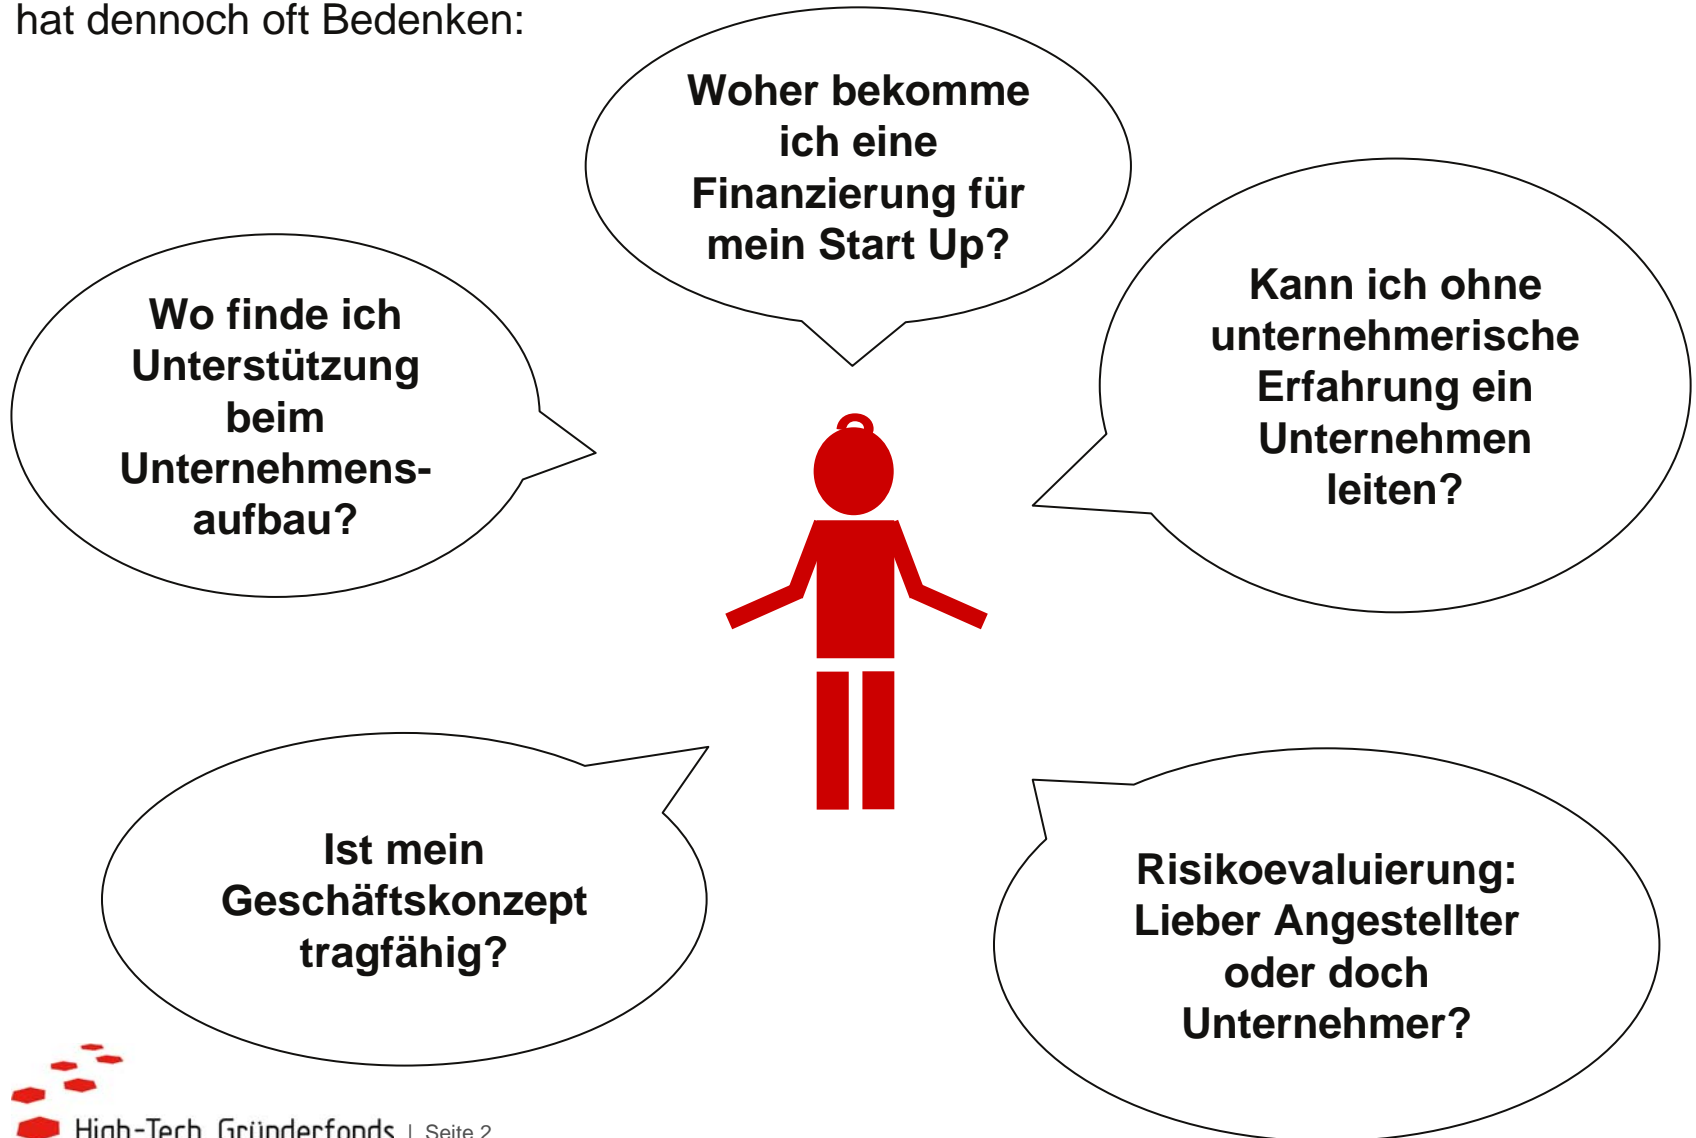 hat dennoch oft Bedenken:
Woher bekomme
ich eine
Finanzierung für
mein Start Up?
Wo finde ich
Unterstützung
beim
Unternehmens-
aufbau?
Kann ich ohne
unternehmerische
Erfahrung ein
Unternehmen
leiten?
Ist mein
Geschäftskonzept
tragfähig?
Risikoevaluierung:
Lieber Angestellter
oder doch
Unternehmer?
High-Tech Gründerfonds | Seite 2